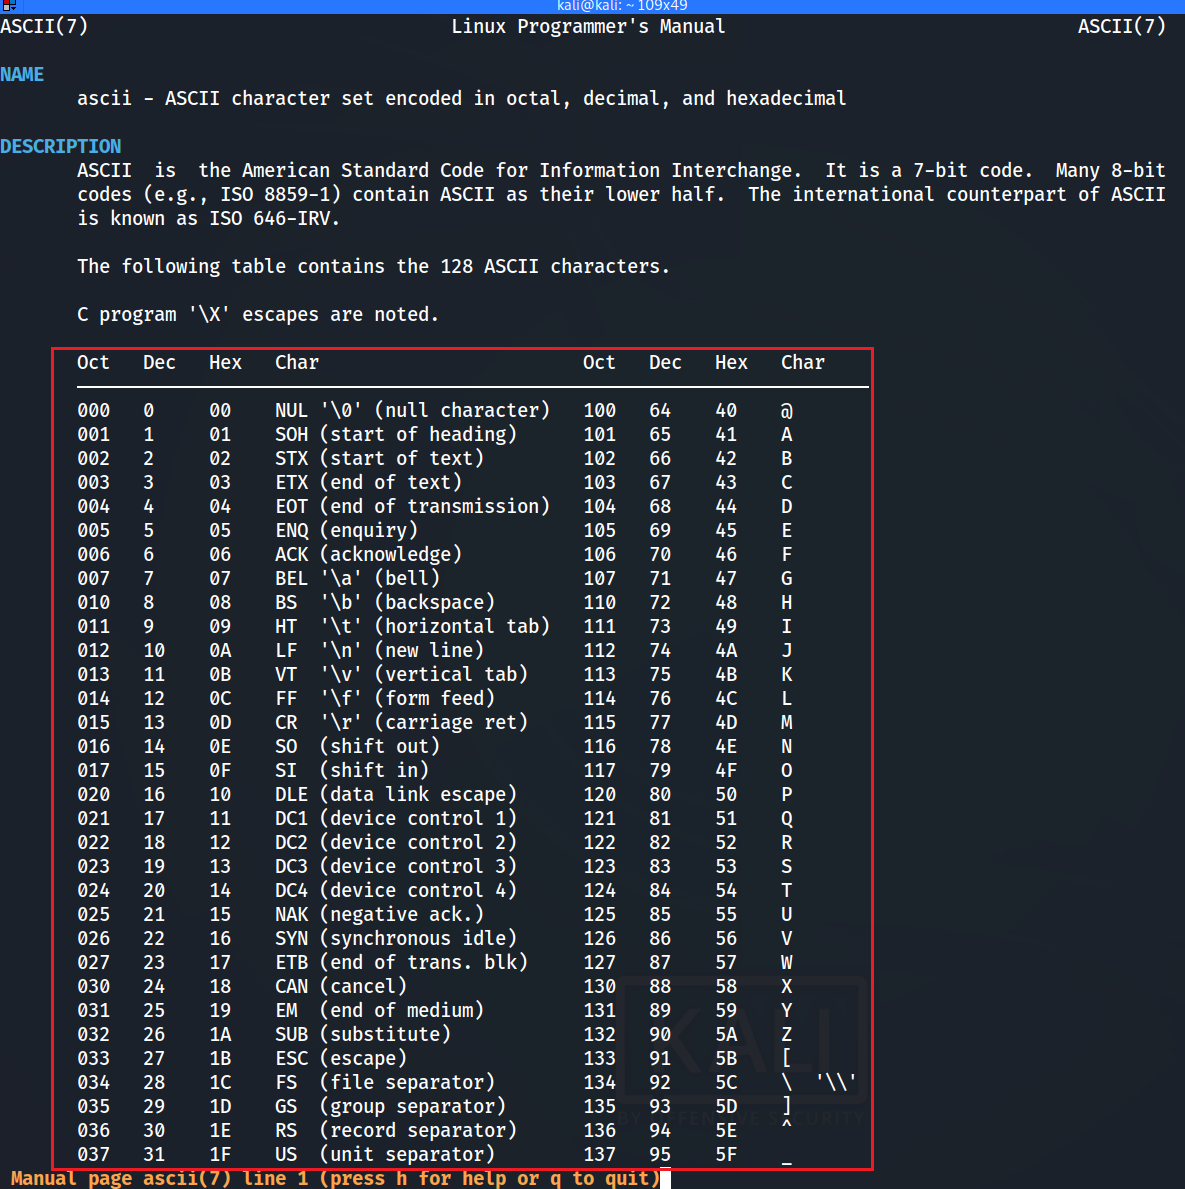 kali@kali: ~ 109x49
ASCII(7)                                 Linux Programmer's Manual                                ASCII(7)
NAME
       ascii - ASCII character set encoded in octal, decimal, and hexadecimal
DESCRIPTION
       ASCII  is  the American Standard Code for Information Interchange.  It is a 7-bit code.  Many 8-bit
       codes (e.g., ISO 8859-1) contain ASCII as their lower half.  The international counterpart of ASCII
       is known as ISO 646-IRV.
       The following table contains the 128 ASCII characters.
       C program '\X' escapes are noted.
       Oct   Dec   Hex   Char                        Oct   Dec   Hex   Char
       000   0     00    NUL '\0' (null character)   100   64    40    @
       001   1     01    SOH (start of heading)      101   65    41    A
       002   2     02    STX (start of text)         102   66    42    B
       003   3     03    ETX (end of text)           103   67    43    C
       004   4     04    EOT (end of transmission)   104   68    44    D
       005   5     05    ENQ (enquiry)               105   69    45    E
       006   6     06    ACK (acknowledge)           106   70    46    F
       007   7     07    BEL '\a' (bell)             107   71    47    G
       010   8     08    BS  '\b' (backspace)        110   72    48    H
       011   9     09    HT  '\t' (horizontal tab)   111   73    49    I
       012   10    0A    LF  '\n' (new line)         112   74    4A    J
       013   11    0B    VT  '\v' (vertical tab)     113   75    4B    K
       014   12    0C    FF  '\f' (form feed)        114   76    4C    L
       015   13    0D    CR  '\r' (carriage ret)     115   77    4D    M
       016   14    0E    SO  (shift out)             116   78    4E    N
       017   15    0F    SI  (shift in)              117   79    4F    O
       020   16    10    DLE (data link escape)      120   80    50    P
       021   17    11    DC1 (device control 1)      121   81    51    Q
       022   18    12    DC2 (device control 2)      122   82    52    R
       023   19    13    DC3 (device control 3)      123   83    53    S
       024   20    14    DC4 (device control 4)      124   84    54    T
       025   21    15    NAK (negative ack.)         125   85    55    U
       026   22    16    SYN (synchronous idle)      126   86    56    V
       027   23    17    ETB (end of trans. blk)     127   87    57    W
       030   24    18    CAN (cancel)                130   88    58    X
       031   25    19    EM  (end of medium)         131   89    59    Y
       032   26    1A    SUB (substitute)            132   90    5A    Z
       033   27    1B    ESC (escape)                133   91    5B    [
       034   28    1C    FS  (file separator)        134   92    5C    \  '\\'
       035   29    1D    GS  (group separator)       135   93    5D    ]
       036   30    1E    RS  (record separator)      136   94    5E    ^
       037   31    1F    US  (unit separator)        137   95    5F    _
KALI
BY OFFENSIVE SECURITY
 Manual page ascii(7) line 1 (press h for help or q to quit)